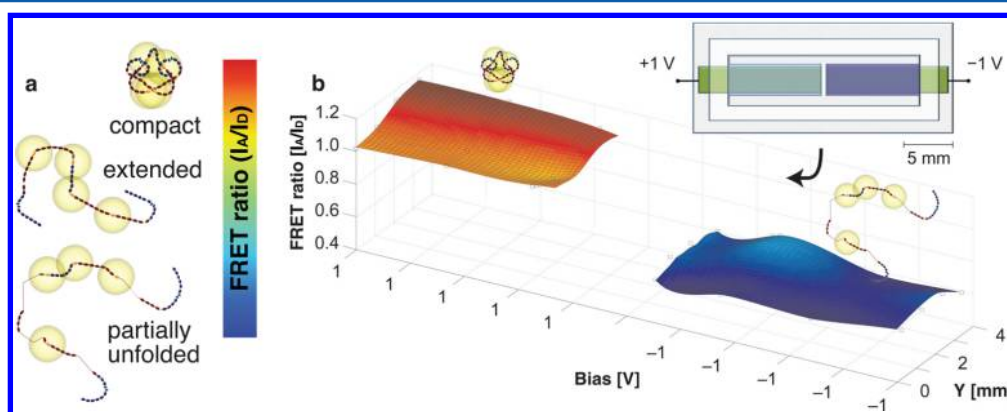 a
compact
extended
partially
unfolded
FRET ratio (IA/ID)
b
FRET ratio [IA/ID]
1.2
1.0
0.8
0.6
0.4
1
1
1
1
1
−1
−1
−1
−1
−1
Bias [V]
0
2
4
Y [mm
+1 V
−1 V
5 mm